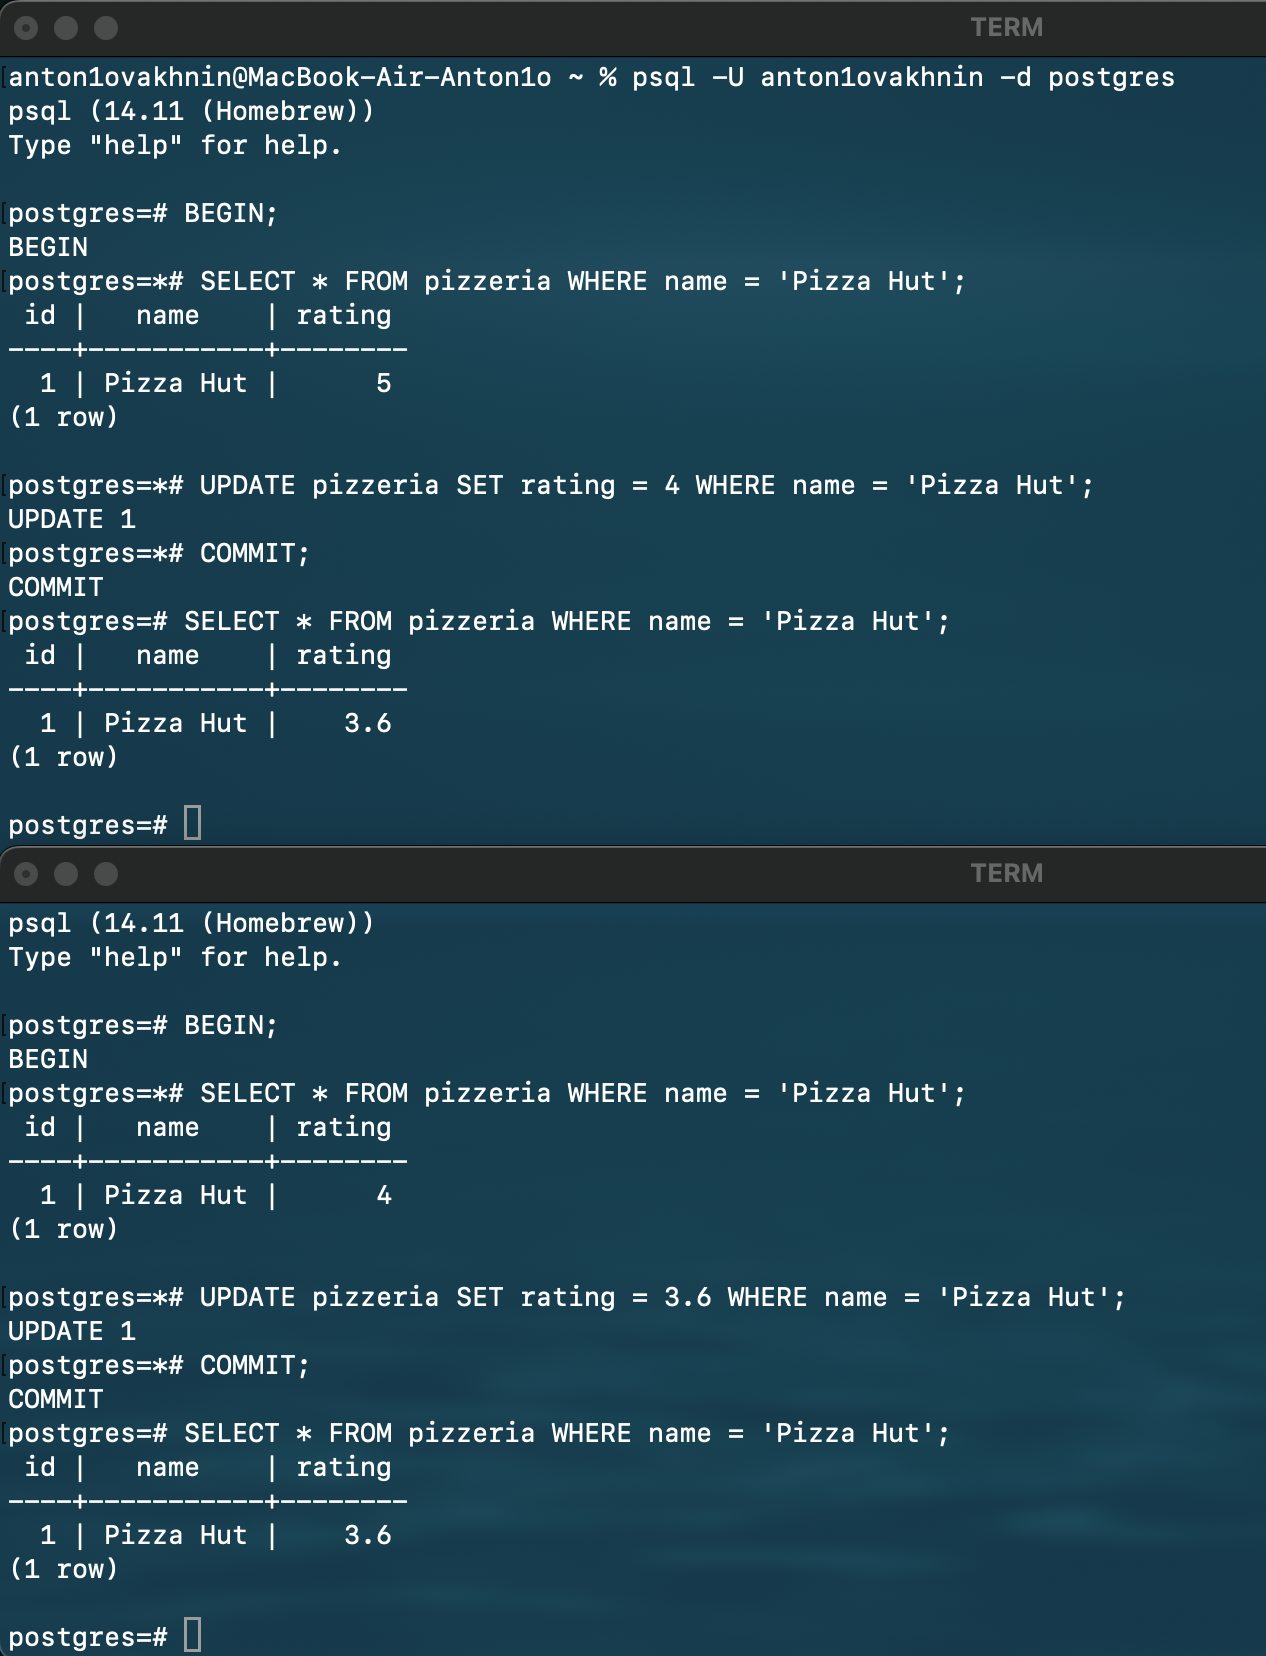 TERM
anton1ovakhnin@MacBook-Air-Anton1o ~ % psql -U anton1ovakhnin -d postgres
psql (14.11 (Homebrew))
Type "help" for help.
postgres=# BEGIN;
BEGIN
postgres=*# SELECT * FROM pizzeria WHERE name = 'Pizza Hut';
 id |   name    | rating
----+-----------+--------
  1 | Pizza Hut |      5
(1 row)
postgres=*# UPDATE pizzeria SET rating = 4 WHERE name = 'Pizza Hut';
UPDATE 1
postgres=*# COMMIT;
COMMIT
postgres=# SELECT * FROM pizzeria WHERE name = 'Pizza Hut';
 id |   name    | rating
----+-----------+--------
  1 | Pizza Hut |    3.6
(1 row)
postgres=#
TERM
psql (14.11 (Homebrew))
Type "help" for help.
postgres=# BEGIN;
BEGIN
postgres=*# SELECT * FROM pizzeria WHERE name = 'Pizza Hut';
 id |   name    | rating
----+-----------+--------
  1 | Pizza Hut |      4
(1 row)
postgres=*# UPDATE pizzeria SET rating = 3.6 WHERE name = 'Pizza Hut';
UPDATE 1
postgres=*# COMMIT;
COMMIT
postgres=# SELECT * FROM pizzeria WHERE name = 'Pizza Hut';
 id |   name    | rating
----+-----------+--------
  1 | Pizza Hut |    3.6
(1 row)
postgres=#